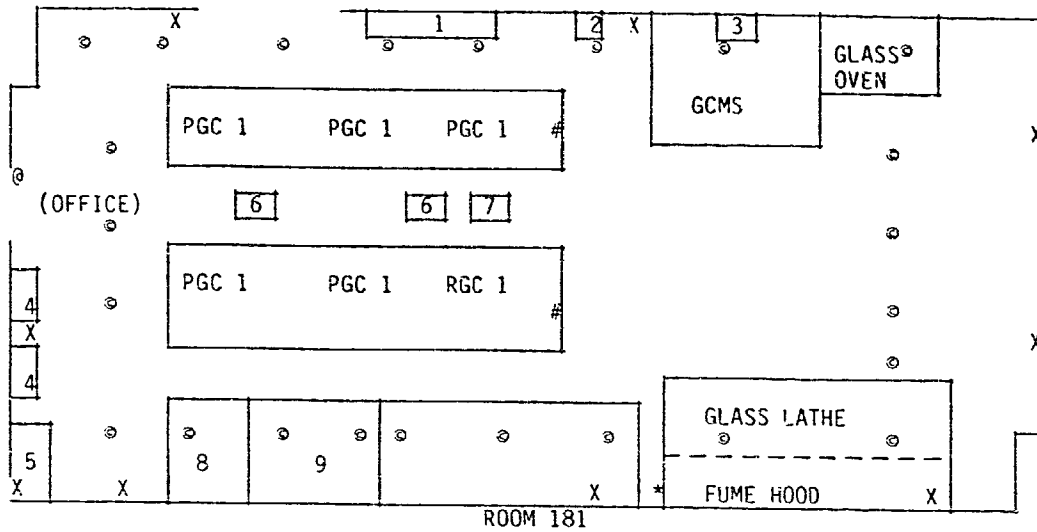 X 1 2 X 3
© © © © © © © GLASS ©
OVEN
GCMS
PGC 1 PGC 1 PGC 1 # X
© ©
@
(OFFICE) 6 6 7
© ©
PGC 1 PGC 1 RGC 1
4 © # ©
X X
4 ©
GLASS LATHE
© © © © © © © © ©
5 8 9
X X X * FUME HOOD X
ROOM 181